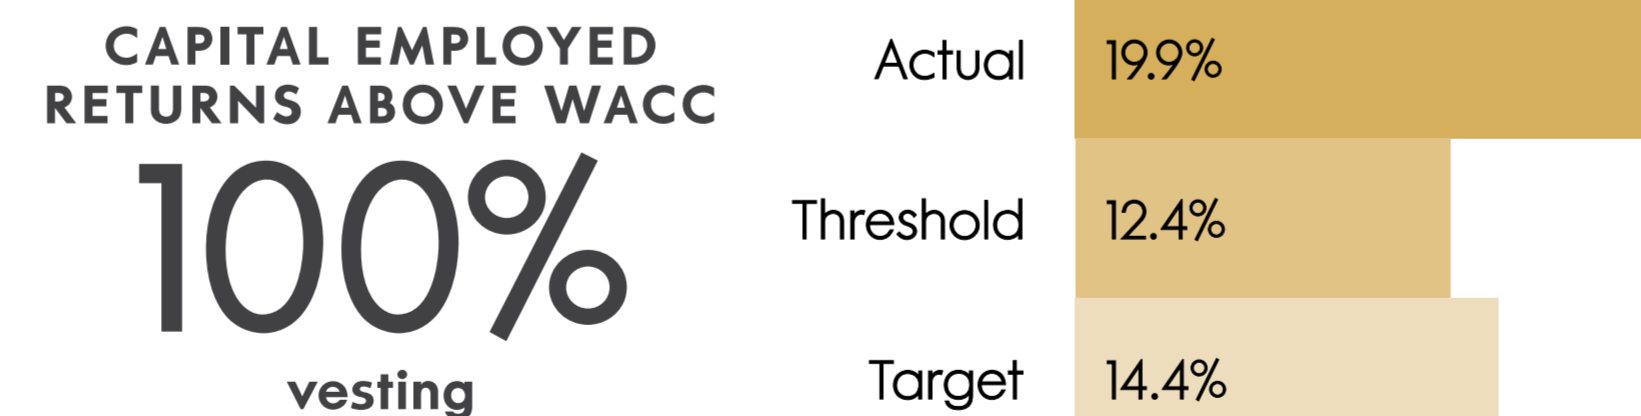 CAPITAL EMPLOYED
RETURNS ABOVE WACC
100%
vesting
Actual 19.9%
Threshold 12.4%
Target 14.4%